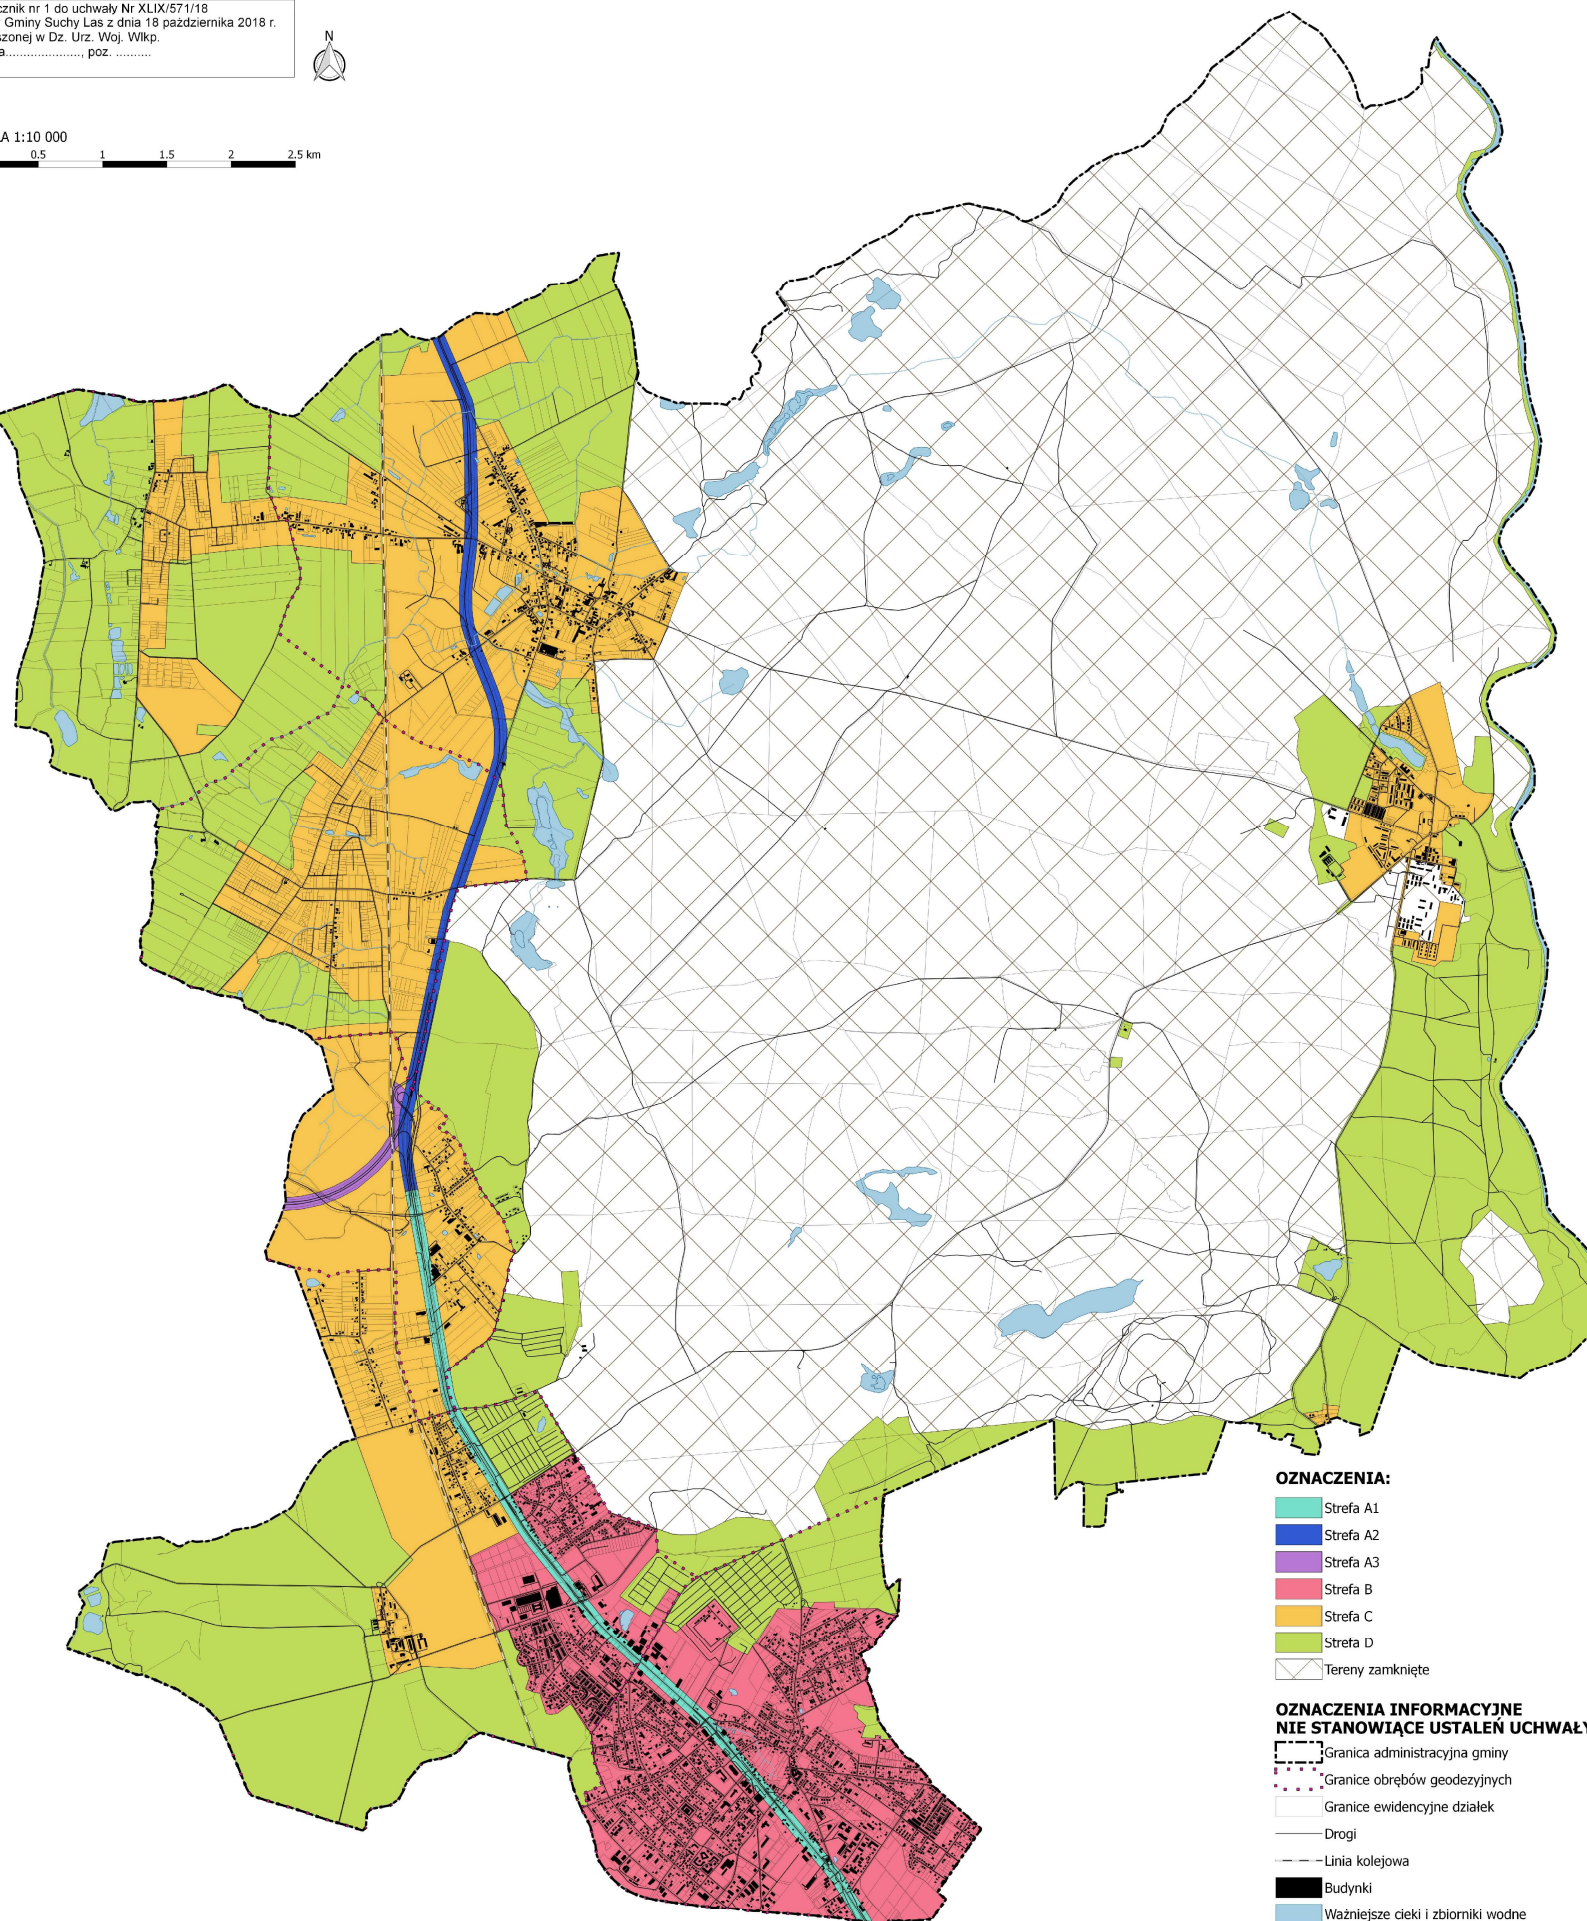 cznik nr 1 do uchwały Nr XLIX/571/18
Gminy Suchy Las z dnia 18 października 2018 r.
szonej w Dz. Urz. Woj. Wlkp.
a....................., poz. ..........
N
A 1:10 000
0.5 1 1.5 2 2.5 km
OZNACZENIA:
Strefa A1
Strefa A2
Strefa A3
Strefa B
Strefa C
Strefa D
Tereny zamknięte
OZNACZENIA INFORMACYJNE
NIE STANOWIĄCE USTALEŃ UCHWAŁY
Granica administracyjna gminy
Granice obrębów geodezyjnych
Granice ewidencyjne działek
Drogi
Linia kolejowa
Budynki
Ważniejsze cieki i zbiorniki wodne